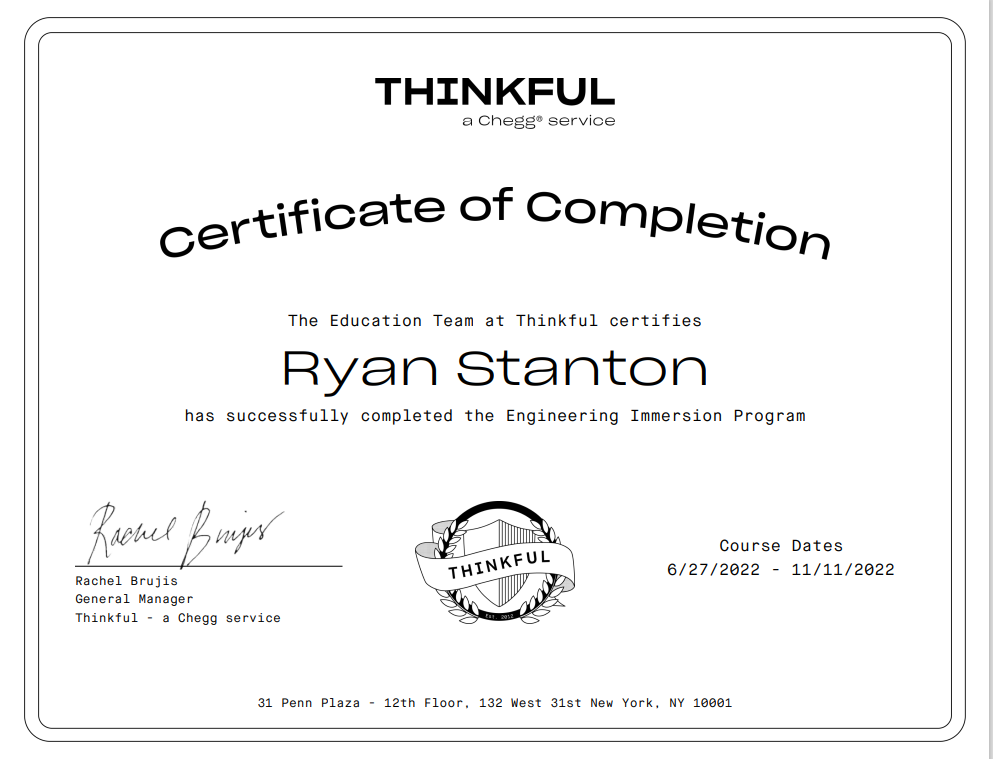 THINKFUL
a Chegg® service
Certificate of Completion
The Education Team at Thinkful certifies
Ryan Stanton
has successfully completed the Engineering Immersion Program
Rachel Brujis
THINKFUL
EST. 2012
Course Dates
6/27/2022 - 11/11/2022
Rachel Brujis
General Manager
Thinkful - a Chegg service
31 Penn Plaza - 12th Floor, 132 West 31st New York, NY 10001